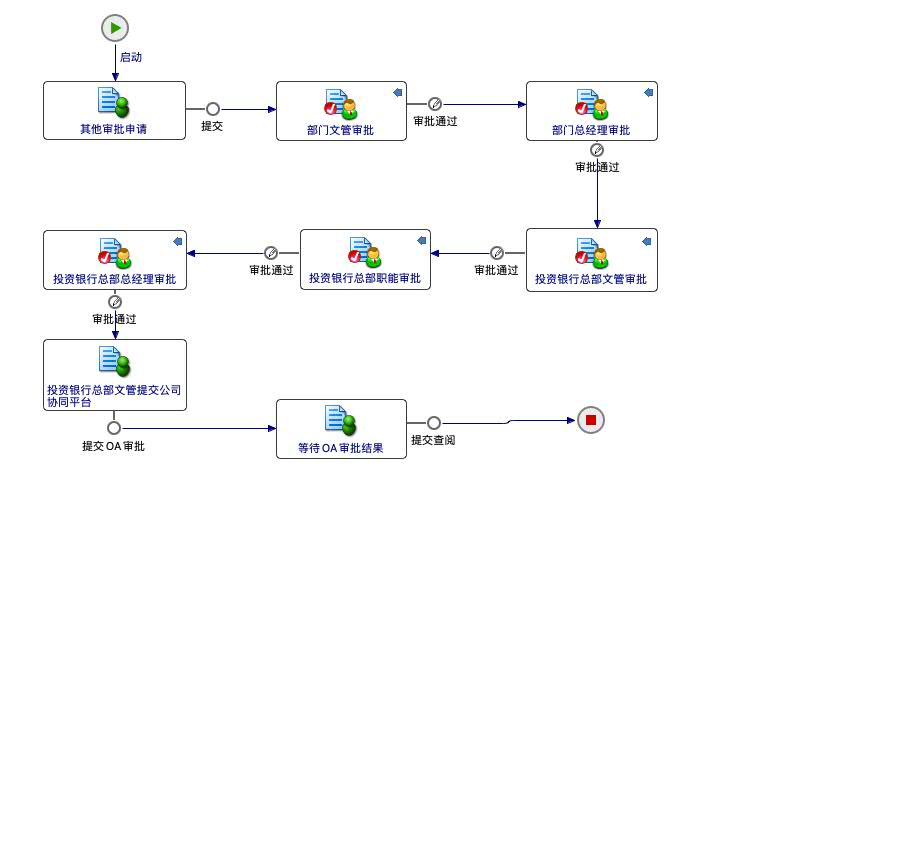 启动
其他审批申请
提交
部门文管审批
审批通过
部门总经理审批
审批通过
投资银行总部总经理审批
审批通过
投资银行总部职能审批
审批通过
投资银行总部文管审批
审批通过
投资银行总部文管提交公司
协同平台
提交OA审批
等待OA审批结果
提交查阅